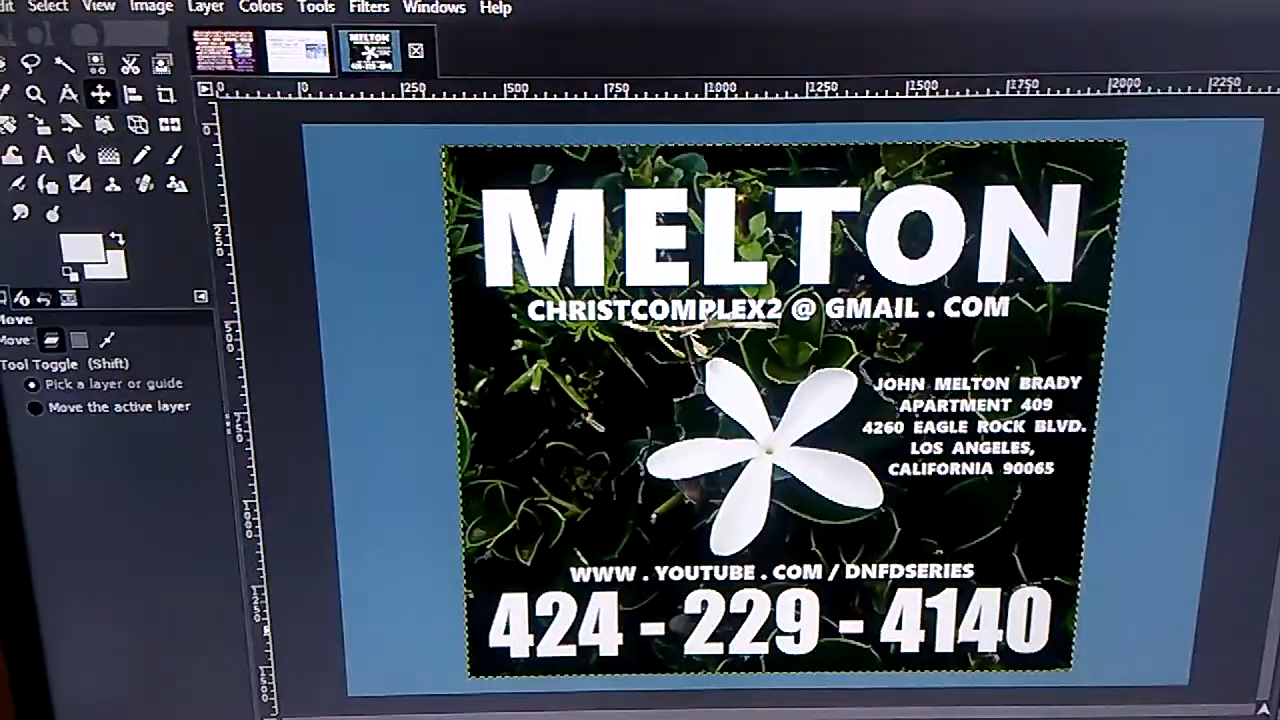 Edit Select View Image Layer Colors Tools Filters Windows Help
0 250 500 750 1000 1250 1500 1750 2000 2250
MELTON
CHRISTCOMPLEX2 @ GMAIL . COM
JOHN MELTON BRADY
APARTMENT 409
4260 EAGLE ROCK BLVD.
LOS ANGELES,
CALIFORNIA 90065
WWW . YOUTUBE . COM / DNFDSERIES
424 - 229 - 4140
Move
Move:
Tool Toggle (Shift)
Pick a layer or guide
Move the active layer